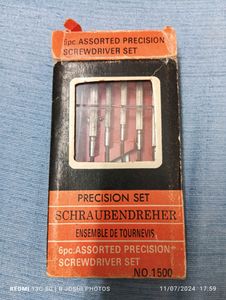 6pc. ASSORTED PRECISION
SCREWDRIVER SET
PRECISION SET
SCHRAUBENDREHER
ENSEMBLE DE TOURNEVIS
6pc. ASSORTED PRECISION
SCREWDRIVER SET
NO.1500
REDMI 13C 5G | © JOSHI PHOTOS
11/07/2024 17:59